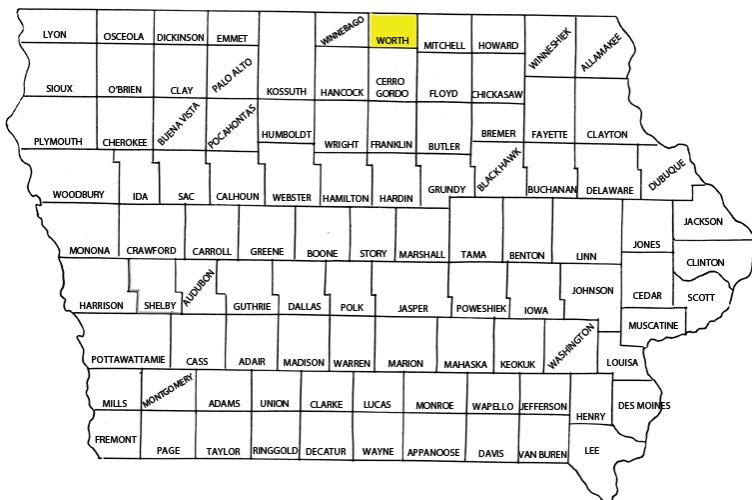 LYON OSCEOLA DICKINSON EMMET WINNEBAGO WORTH MITCHELL HOWARD WINNESHIEK ALLAMAKEE
SIOUX O'BRIEN CLAY PALO ALTO KOSSUTH HANCOCK CERRO GORDO FLOYD CHICKASAW
PLYMOUTH CHEROKEE BUENA VISTA POCAHONTAS HUMBOLDT WRIGHT FRANKLIN BUTLER BREMER FAYETTE CLAYTON
WOODBURY IDA SAC CALHOUN WEBSTER HAMILTON HARDIN GRUNDY BLACK HAWK BUCHANAN DELAWARE DUBUQUE
MONONA CRAWFORD CARROLL GREENE BOONE STORY MARSHALL TAMA BENTON LINN JONES JACKSON
CLINTON
HARRISON SHELBY AUDUBON GUTHRIE DALLAS POLK JASPER POWESHIEK IOWA JOHNSON CEDAR SCOTT
MUSCATINE
POTTAWATTAMIE CASS ADAIR MADISON WARREN MARION MAHASKA KEOKUK WASHINGTON LOUISA
MILLS MONTGOMERY ADAMS UNION CLARKE LUCAS MONROE WAPELLO JEFFERSON HENRY DES MOINES
FREMONT PAGE TAYLOR RINGGOLD DECATUR WAYNE APPANOOSE DAVIS VAN BUREN LEE